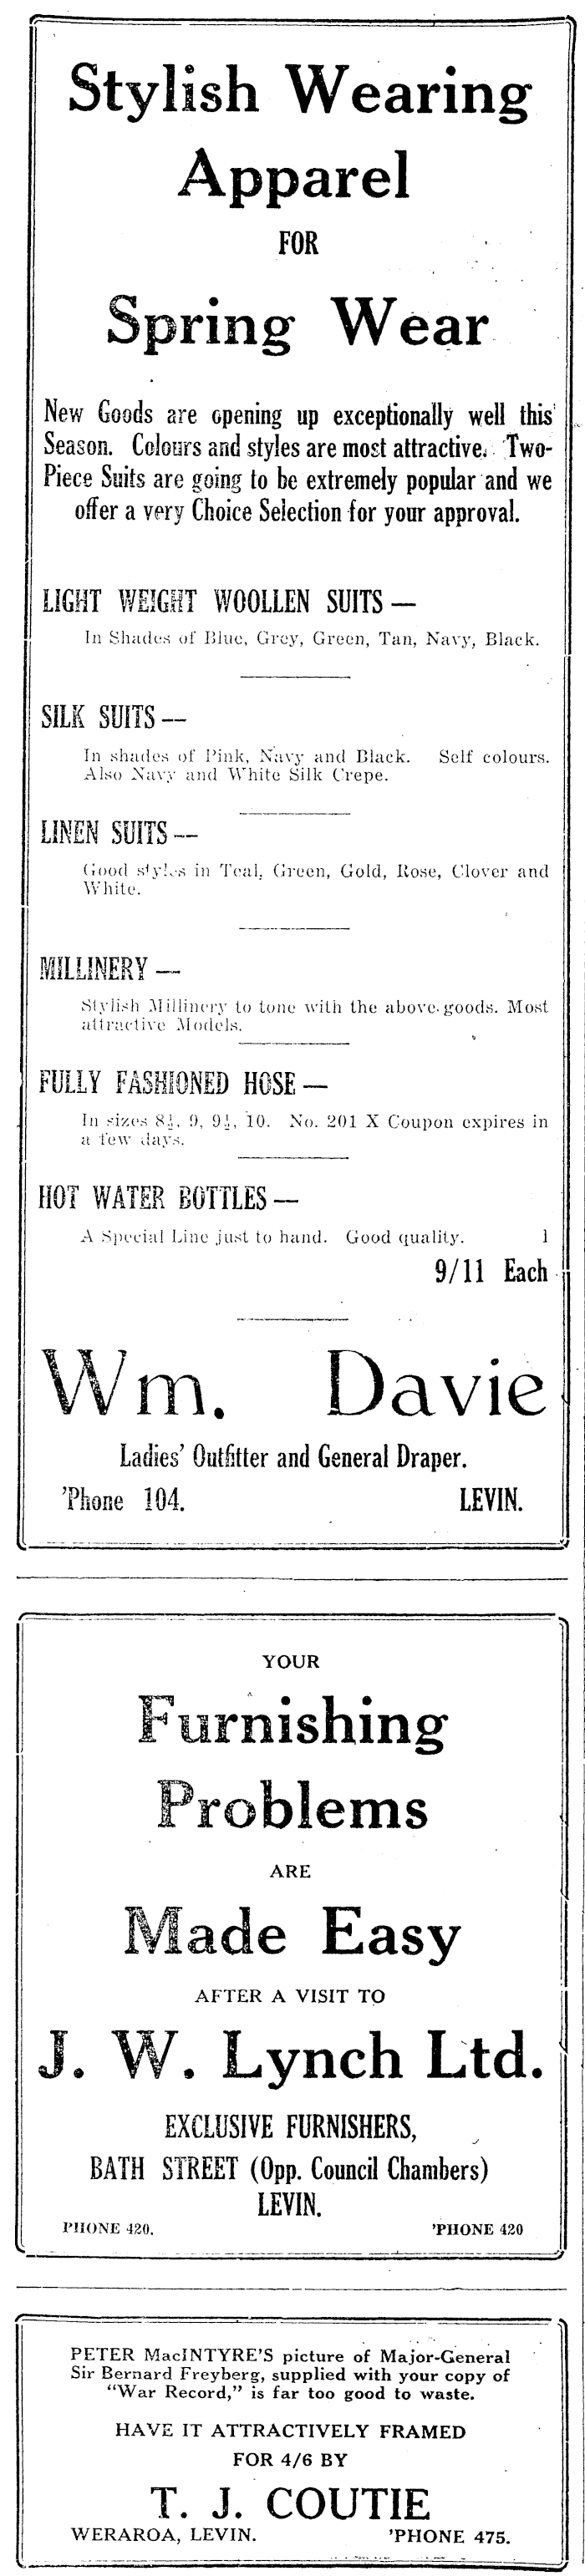 Stylish Wearing
Apparel
FOR
Spring Wear
New Goods are opening up exceptionally well this
Season. Colours and styles are most attractive. Two-
Piece Suits are going to be extremely popular and we
offer a very Choice Selection for your approval.
LIGHT WEIGHT WOOLLEN SUITS —
In Shades of Blue, Grey, Green, Tan, Navy, Black.
SILK SUITS —
In shades of Pink, Navy and Black. Self colours.
Also Navy and White Silk Crepe.
LINEN SUITS —
Good styles in Teal, Green, Gold, Rose, Clover and
White.
MILLINERY —
Stylish Millinery to tone with the above goods. Most
attractive Models.
FULLY FASHIONED HOSE —
In sizes 8½, 9, 9½, 10. No. 201 X Coupon expires in
a few days.
HOT WATER BOTTLES —
A Special Line just to hand. Good quality. 1
9/11 Each
Wm. Davie
Ladies' Outfitter and General Draper.
'Phone 104. LEVIN.
YOUR
Furnishing
Problems
ARE
Made Easy
AFTER A VISIT TO
J. W. Lynch Ltd.
EXCLUSIVE FURNISHERS,
BATH STREET (Opp. Council Chambers)
LEVIN.
PHONE 420. 'PHONE 420
PETER MacINTYRE'S picture of Major-General
Sir Bernard Freyberg, supplied with your copy of
"War Record," is far too good to waste.
HAVE IT ATTRACTIVELY FRAMED
FOR 4/6 BY
T. J. COUTIE
WERAROA, LEVIN. 'PHONE 475.